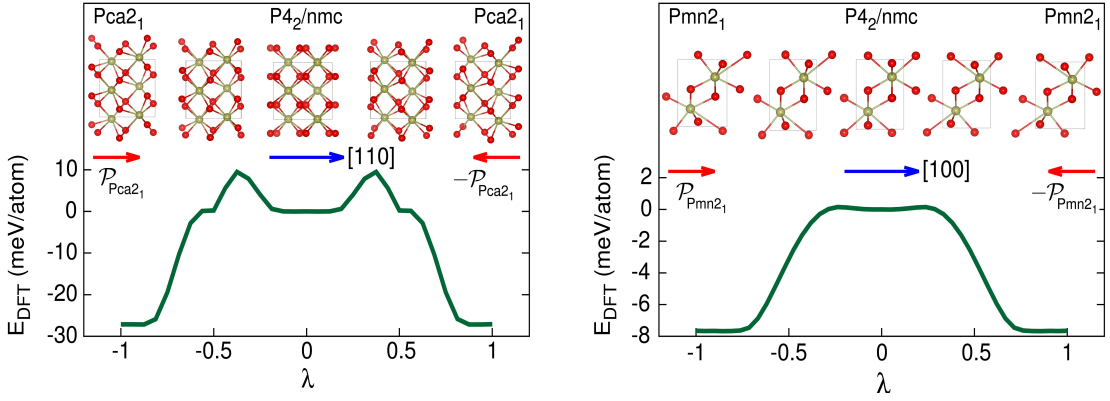 Pca2₁ P4₂/nmc Pca2₁
[110]
𝒫Pca2₁ −𝒫Pca2₁
E_DFT (meV/atom)
10
0
-10
-20
-30
-1 -0.5 0 0.5 1
λ
Pmn2₁ P4₂/nmc Pmn2₁
[100]
𝒫Pmn2₁ −𝒫Pmn2₁
E_DFT (meV/atom)
2
0
-2
-4
-6
-8
-1 -0.5 0 0.5 1
λ